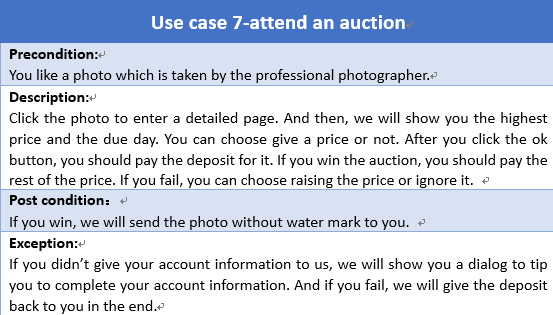 Use case 7-attend an auction
Precondition:
You like a photo which is taken by the professional photographer.
Description:
Click the photo to enter a detailed page. And then, we will show you the highest
price and the due day. You can choose give a price or not. After you click the ok
button, you should pay the deposit for it. If you win the auction, you should pay the
rest of the price. If you fail, you can choose raising the price or ignore it.
Post condition：
If you win, we will send the photo without water mark to you.
Exception:
If you didn’t give your account information to us, we will show you a dialog to tip
you to complete your account information. And if you fail, we will give the deposit
back to you in the end.